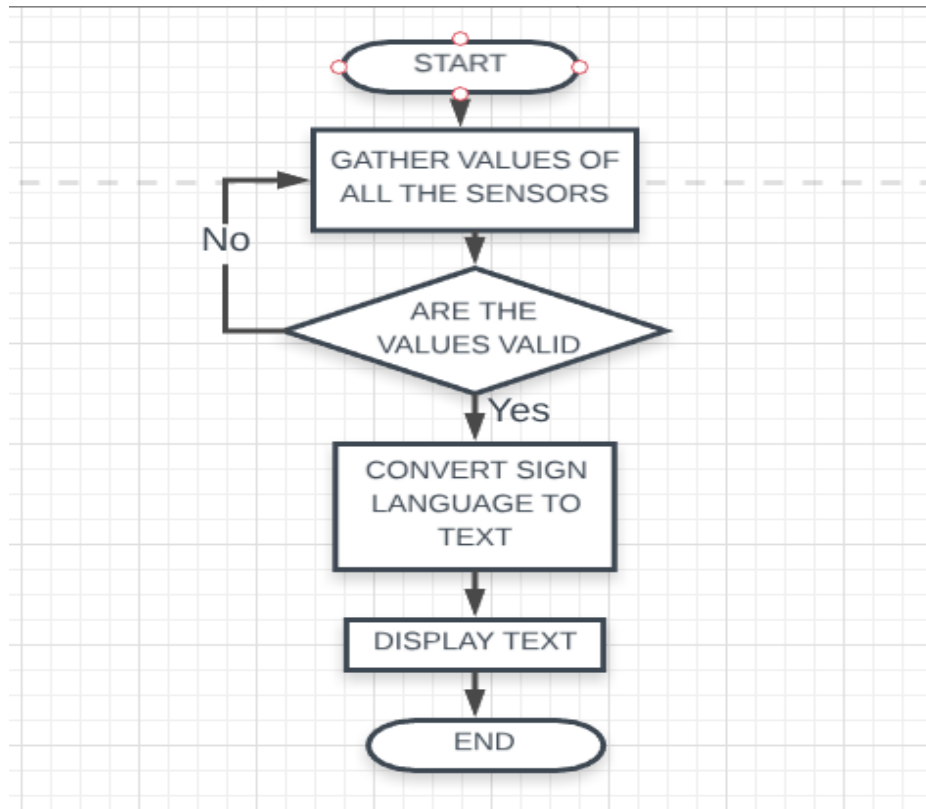 START
GATHER VALUES OF
ALL THE SENSORS
No
ARE THE
VALUES VALID
Yes
CONVERT SIGN
LANGUAGE TO
TEXT
DISPLAY TEXT
END